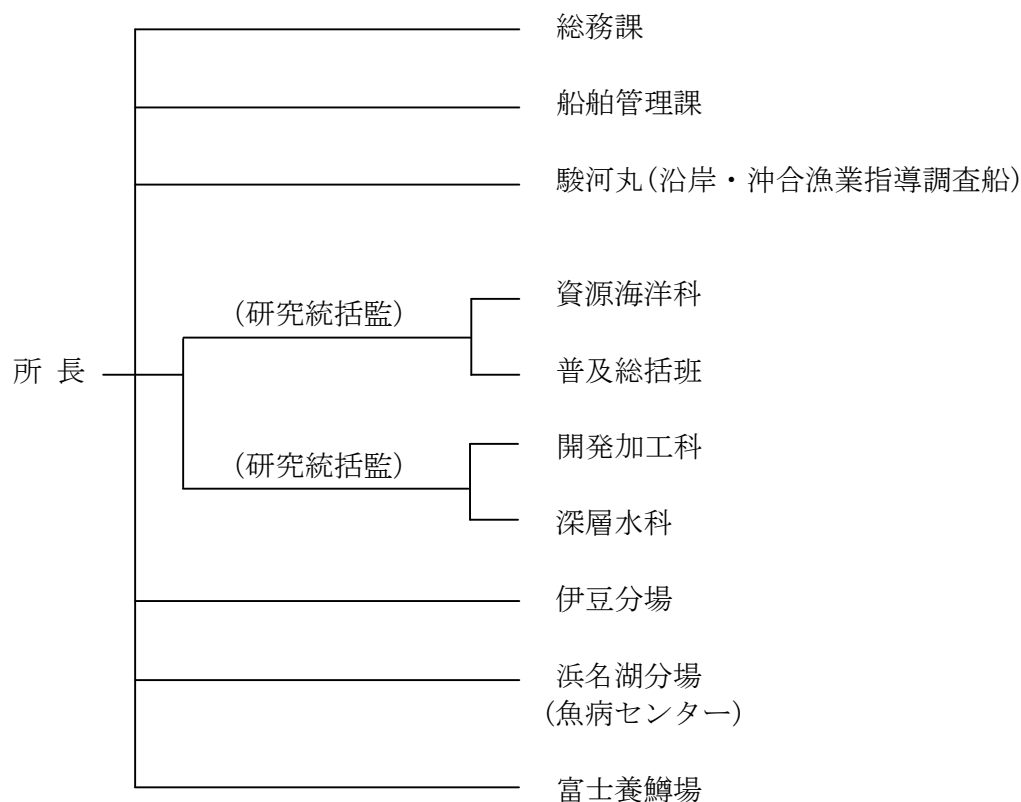 総務課
船舶管理課
駿河丸(沿岸・沖合漁業指導調査船)
(研究統括監)
資源海洋科
普及総括班
所 長
(研究統括監)
開発加工科
深層水科
伊豆分場
浜名湖分場
(魚病センター)
富士養鱒場